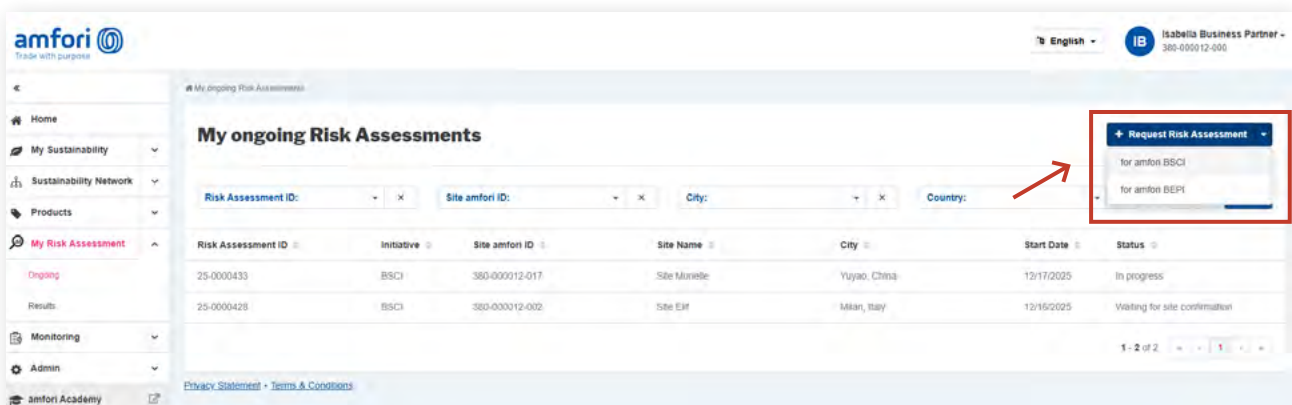 amfori
Trade with purpose
English
IB
Isabella Business Partner
380-000012-000
«
My ongoing Risk Assessments
Home
My Sustainability
Sustainability Network
Products
My Risk Assessment
Ongoing
Results
Monitoring
Admin
amfori Academy
My ongoing Risk Assessments
+ Request Risk Assessment
for amfori BSCI
for amfori BEPI
Risk Assessment ID: ×
Site amfori ID: ×
City: ×
Country:
Risk Assessment ID Initiative Site amfori ID Site Name City Start Date Status
25-0000433 BSCI 380-000012-017 Site Murielle Yuyao, China 12/17/2025 In progress
25-0000428 BSCI 380-000012-002 Site Elif Milan, Italy 12/16/2025 Waiting for site confirmation
1 - 2 of 2 « ‹ 1 › »
Privacy Statement • Terms & Conditions